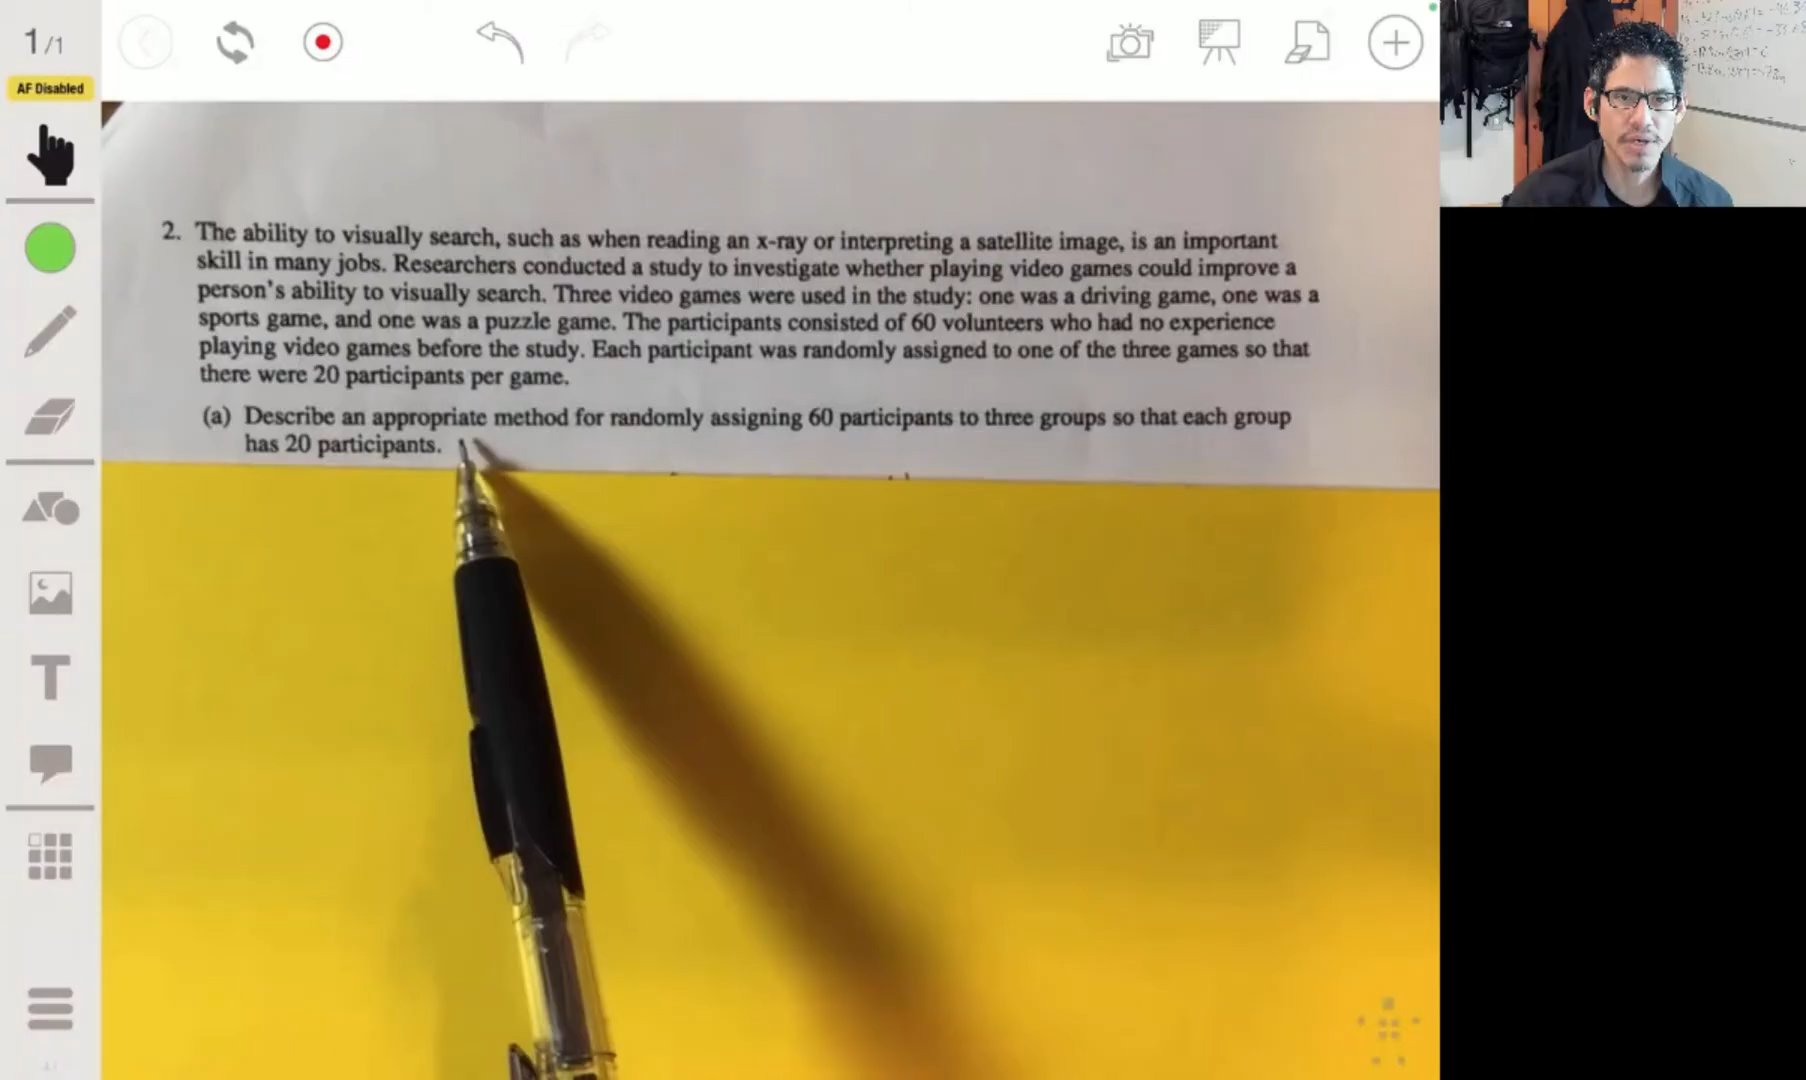 1/1
AF Disabled
2. The ability to visually search, such as when reading an x-ray or interpreting a satellite image, is an important
skill in many jobs. Researchers conducted a study to investigate whether playing video games could improve a
person's ability to visually search. Three video games were used in the study: one was a driving game, one was a
sports game, and one was a puzzle game. The participants consisted of 60 volunteers who had no experience
playing video games before the study. Each participant was randomly assigned to one of the three games so that
there were 20 participants per game.
(a) Describe an appropriate method for randomly assigning 60 participants to three groups so that each group
has 20 participants.
T